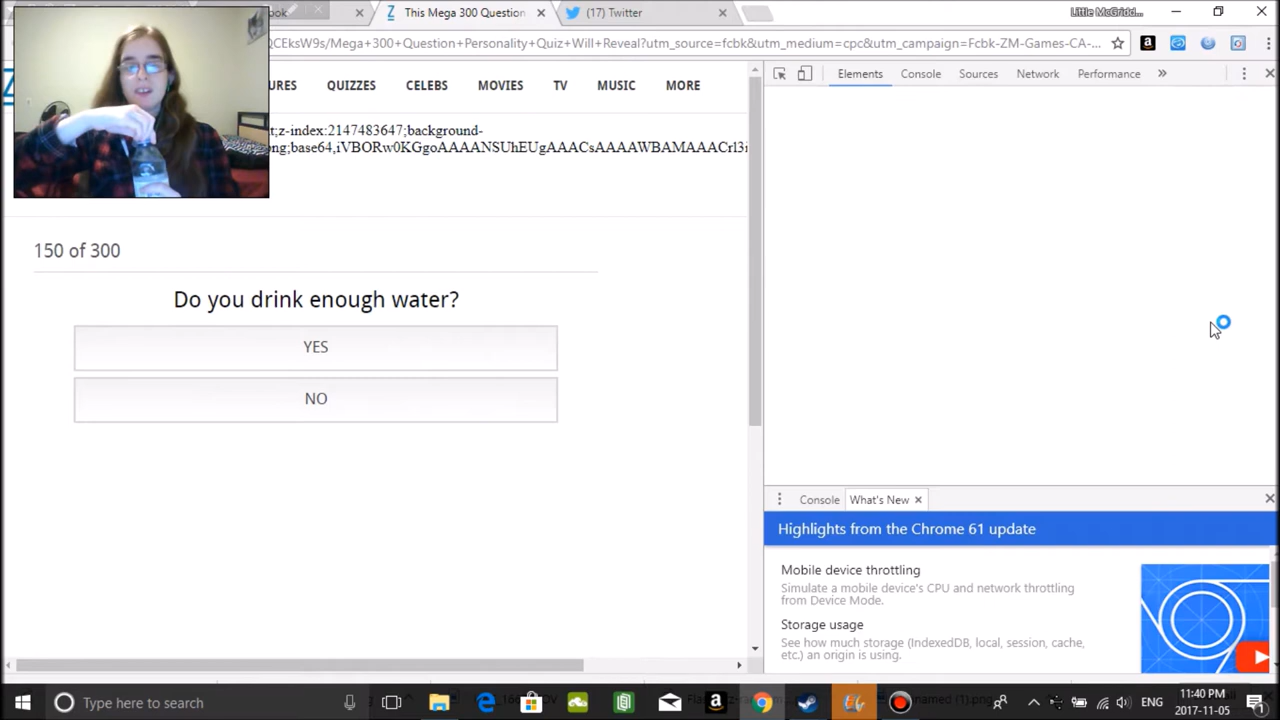 ook
This Mega 300 Question
(17) Twitter
Little McGridd...
QCEksW9s/Mega+300+Question+Personality+Quiz+Will+Reveal?utm_source=fcbk&utm_medium=cpc&utm_campaign=Fcbk-ZM-Games-CA-...
URES QUIZZES CELEBS MOVIES TV MUSIC MORE
Elements Console Sources Network Performance »
t;z-index:2147483647;background-
png;base64,iVBORw0KGgoAAAANSUhEUgAAACsAAAAWBAMAAACrl3i
150 of 300
Do you drink enough water?
YES
NO
Console What's New
Highlights from the Chrome 61 update
Mobile device throttling
Simulate a mobile device's CPU and network throttling
from Device Mode.
Storage usage
See how much storage (IndexedDB, local, session, cache,
etc.) an origin is using.
Type here to search
ENG
11:40 PM
2017-11-05